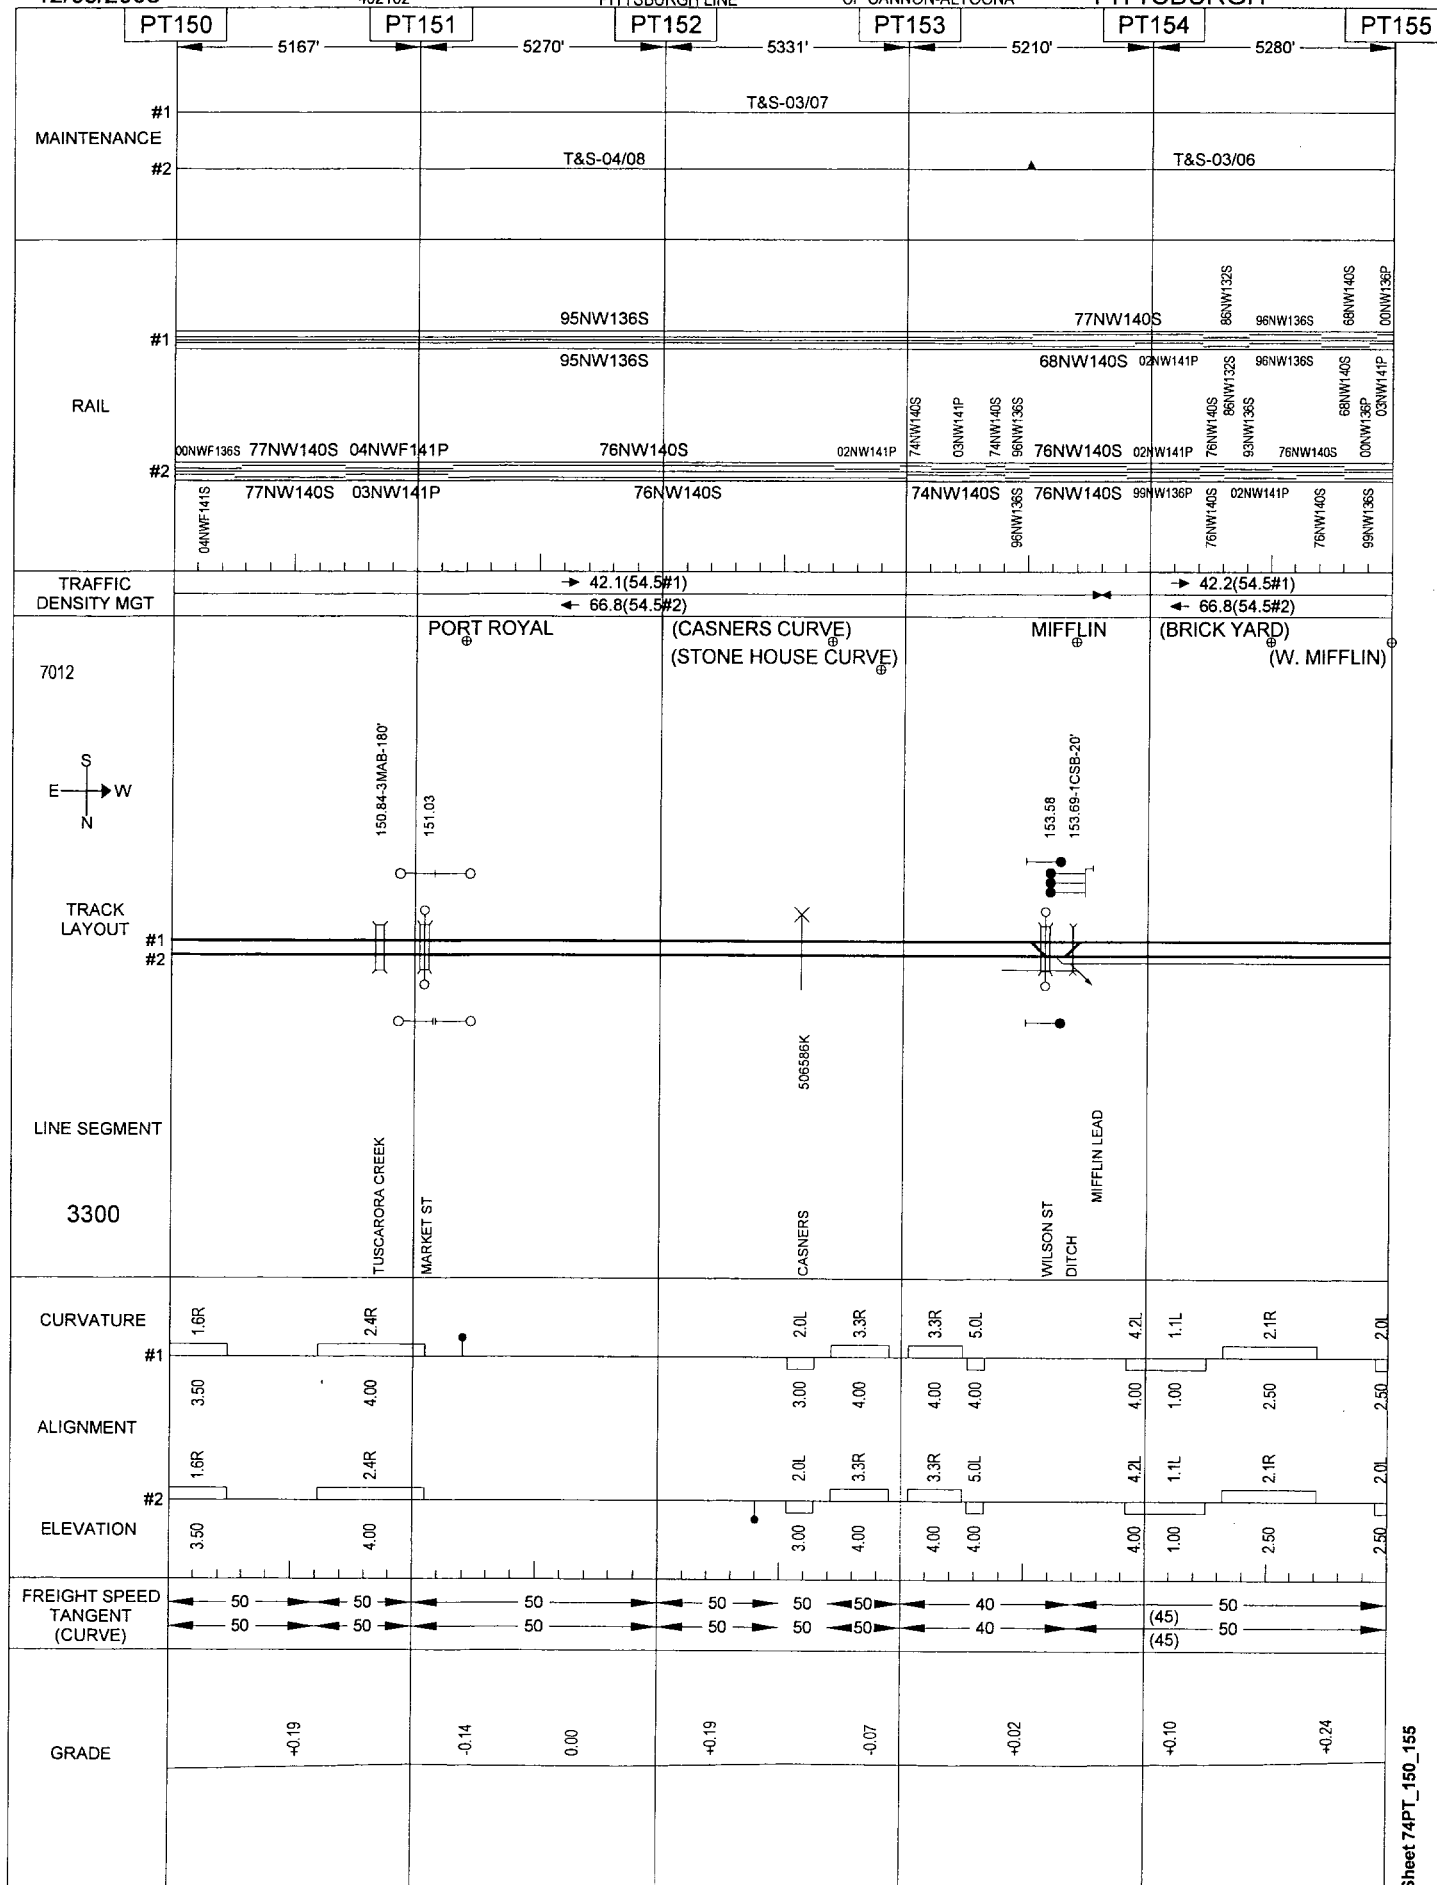 PITTSBURGH
PT150 PT151 PT152 PT153 PT154 PT155
5167' 5270' 5331' 5210' 5280'
MAINTENANCE
#1 T&S-03/07
#2 T&S-04/08 T&S-03/06
RAIL
86NW132S 68NW140S 00NW136P
95NW136S 77NW140S 96NW136S
#1
95NW136S 68NW140S 02NW141P 96NW136S
86NW132S 68NW140S 03NW141P
74NW140S 03NW141P 74NW140S 96NW136S 76NW140S 93NW136S 00NW136P
00NWF136S 77NW140S 04NWF141P 76NW140S 02NW141P 76NW140S 02NW141P 76NW140S
#2
77NW140S 03NW141P 76NW140S 74NW140S 76NW140S 99NW136P 02NW141P
04NWF141S 96NW136S 76NW140S 76NW140S 99NW136S
TRAFFIC
DENSITY MGT
42.1(54.5#1) 42.2(54.5#1)
66.8(54.5#2) 66.8(54.5#2)
PORT ROYAL (CASNERS CURVE) MIFFLIN (BRICK YARD)
(STONE HOUSE CURVE) (W. MIFFLIN)
7012
S
E W
N
150.84-3MAB-180' 151.03 153.58 153.69-1CSB-20'
TRACK
LAYOUT
#1
#2
506586K
LINE SEGMENT
3300
TUSCARORA CREEK
MARKET ST
CASNERS
WILSON ST
DITCH
MIFFLIN LEAD
CURVATURE
1.6R 2.4R 2.0L 3.3R 3.3R 5.0L 4.2L 1.1L 2.1R 2.0L
#1
3.50 4.00 3.00 4.00 4.00 4.00 4.00 1.00 2.50 2.50
ALIGNMENT
1.6R 2.4R 2.0L 3.3R 3.3R 5.0L 4.2L 1.1L 2.1R 2.0L
#2
ELEVATION
3.50 4.00 3.00 4.00 4.00 4.00 4.00 1.00 2.50 2.50
FREIGHT SPEED
TANGENT
(CURVE)
50 50 50 50 50 50 40 (45) 50
50 50 50 50 50 50 40 (45) 50
GRADE
+0.19 -0.14 0.00 +0.19 -0.07 +0.02 +0.10 +0.24
Sheet 74PT_150_155